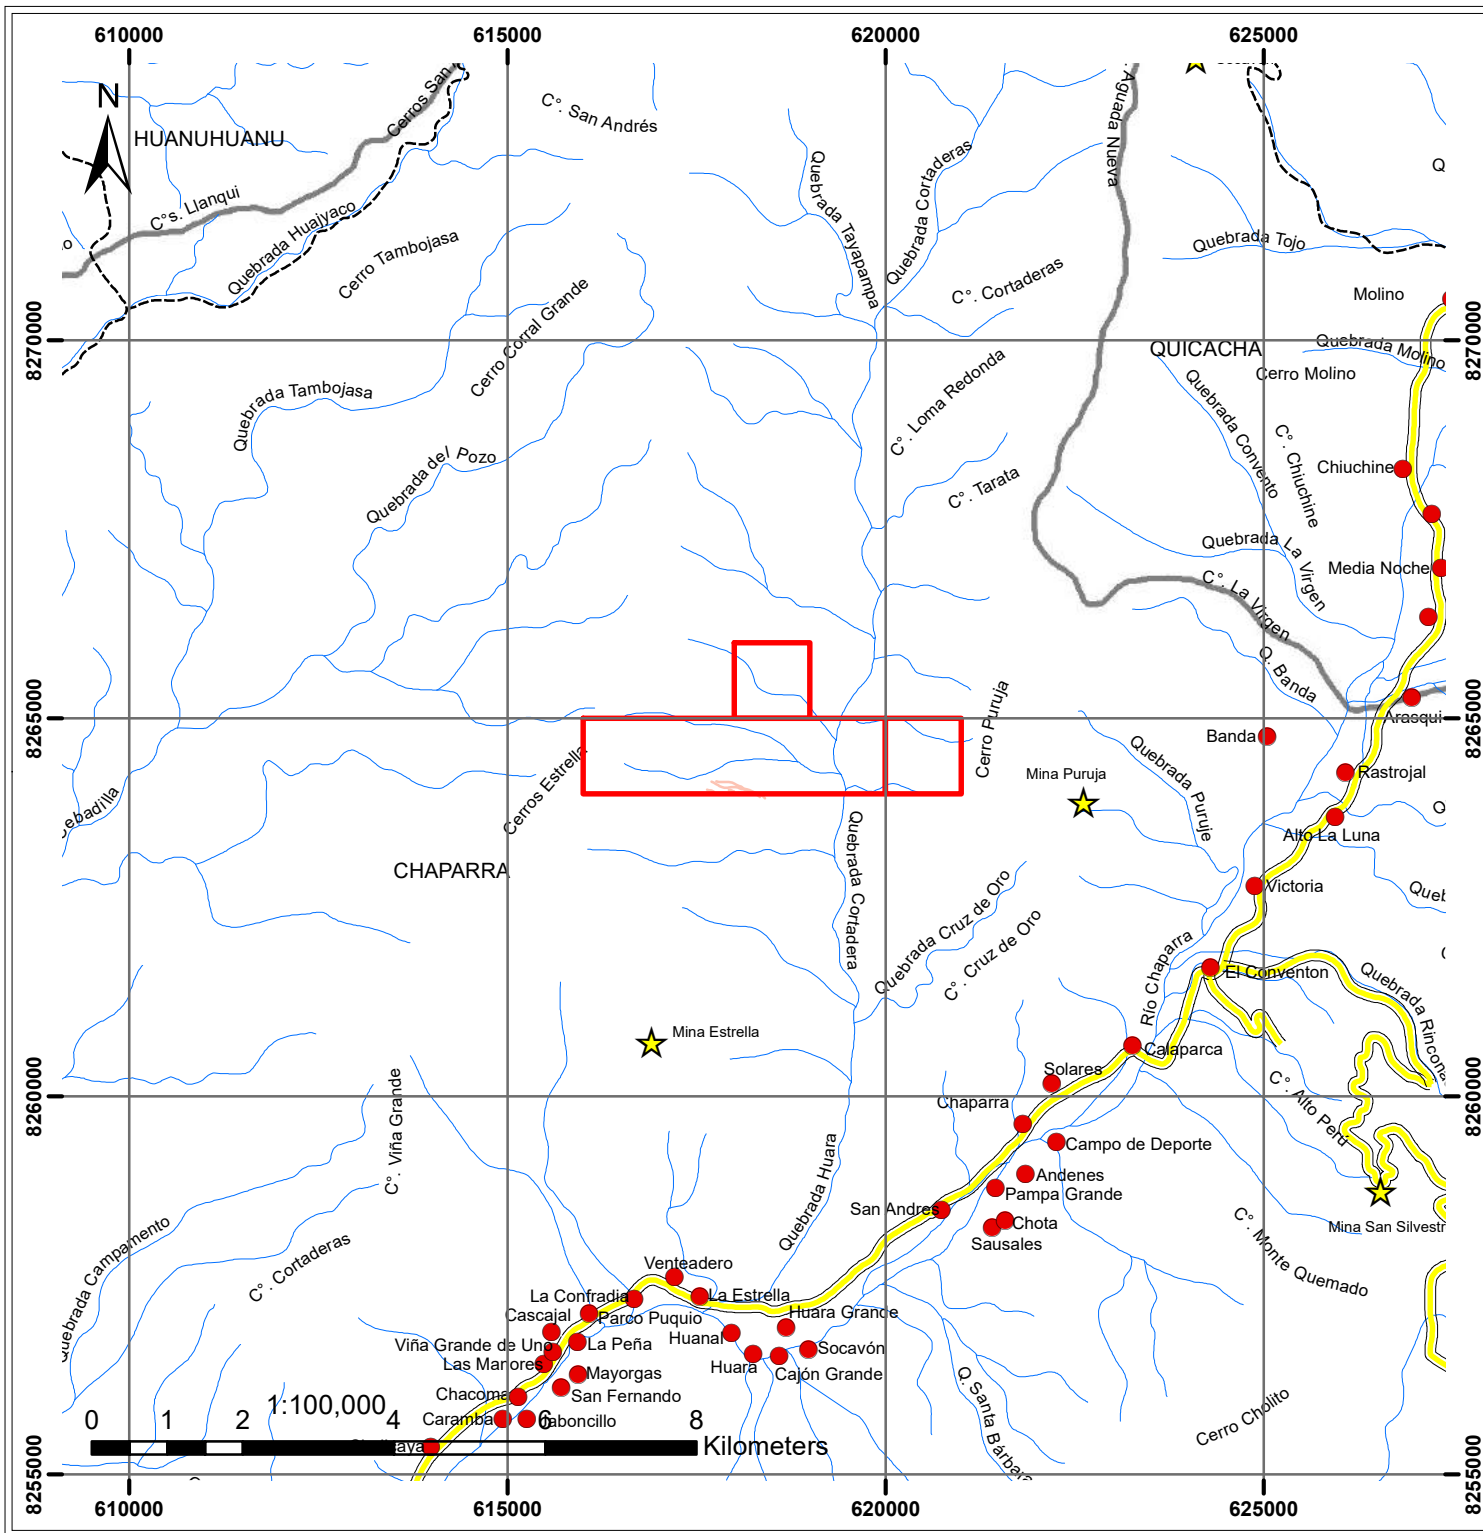 610000
615000
620000
625000
N
HUANUHUANU
Cerros San
C°. San Andrés
Aguada Nueva
C°s. Llanqui
Quebrada Huajyaco
Cerro Tambojasa
Quebrada Tayapampa
Quebrada Cortaderas
Quebrada Tojo
C°. Cortaderas
Molino
8270000
8270000
Cerro Corral Grande
QUICACHA
Quebrada Molino
Cerro Molino
Quebrada Tambojasa
C°. Loma Redonda
Quebrada Convento
C°. Chiuchine
Chiuchine
Quebrada del Pozo
C°. Tarata
Quebrada La Virgen
Media Noche
C°. La Virgen
Q. Banda
8265000
8265000
Cerro Puruja
Arasqui
Banda
Quebrada Puruje
Cerros Estrella
Mina Puruja
Rastrojal
Alto La Luna
Quebrada Cortadera
CHAPARRA
Victoria
Quebrada Cruz de Oro
C°. Cruz de Oro
Río Chaparra
El Conventon
Mina Estrella
Calaparca
Solares
8260000
8260000
C°. Viña Grande
Chaparra
C°. Alto Perú
Campo de Deporte
Quebrada Huara
Andenes
Pampa Grande
San Andres
Chota
Sausales
Quebrada Campamento
C°. Cortaderas
C°. Monte Quemado
Venteadero
La Confradia
La Estrella
Cascajal
Parco Puquio
Huara Grande
Viña Grande de Uno
La Peña
Huanal
Socavón
Las Manores
Huara
Cajón Grande
Mayorgas
Chacoma
San Fernando
Q. Santa Bárbara
Caramba
Cerro Cholito
1:100,000
0 1 2 4 6 8
Kilometers
8255000
8255000
610000
615000
620000
625000